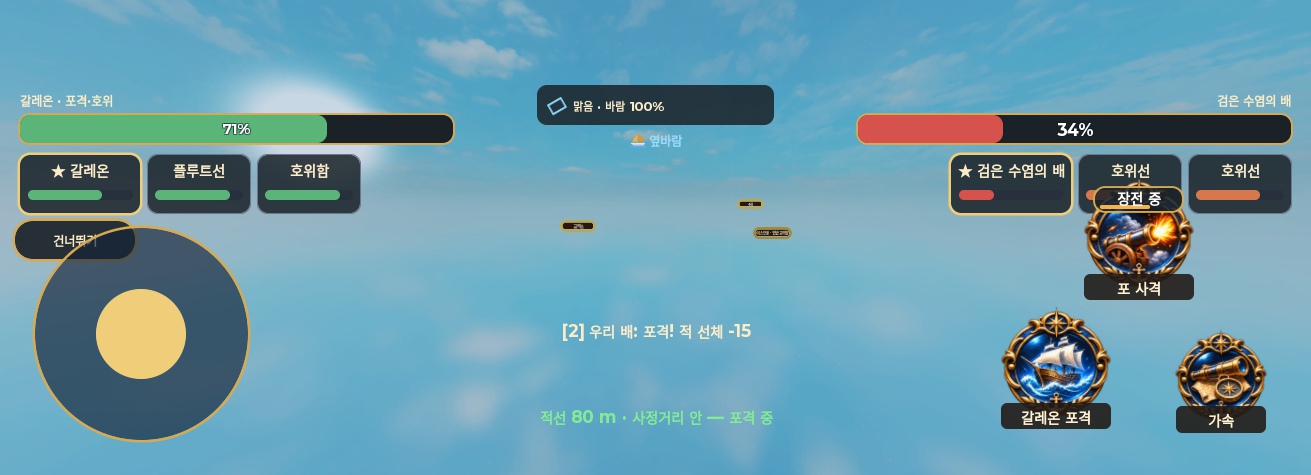 갈레온 · 포격·호위
71%
★ 갈레온
플루트선
호위함
건너뛰기
맑음 · 바람 100%
옆바람
검은 수염의 배
34%
★ 검은 수염의 배
호위선
호위선
장전 중
포 사격
[2] 우리 배: 포격! 적 선체 -15
적선 80 m · 사정거리 안 — 포격 중
갈레온 포격
가속